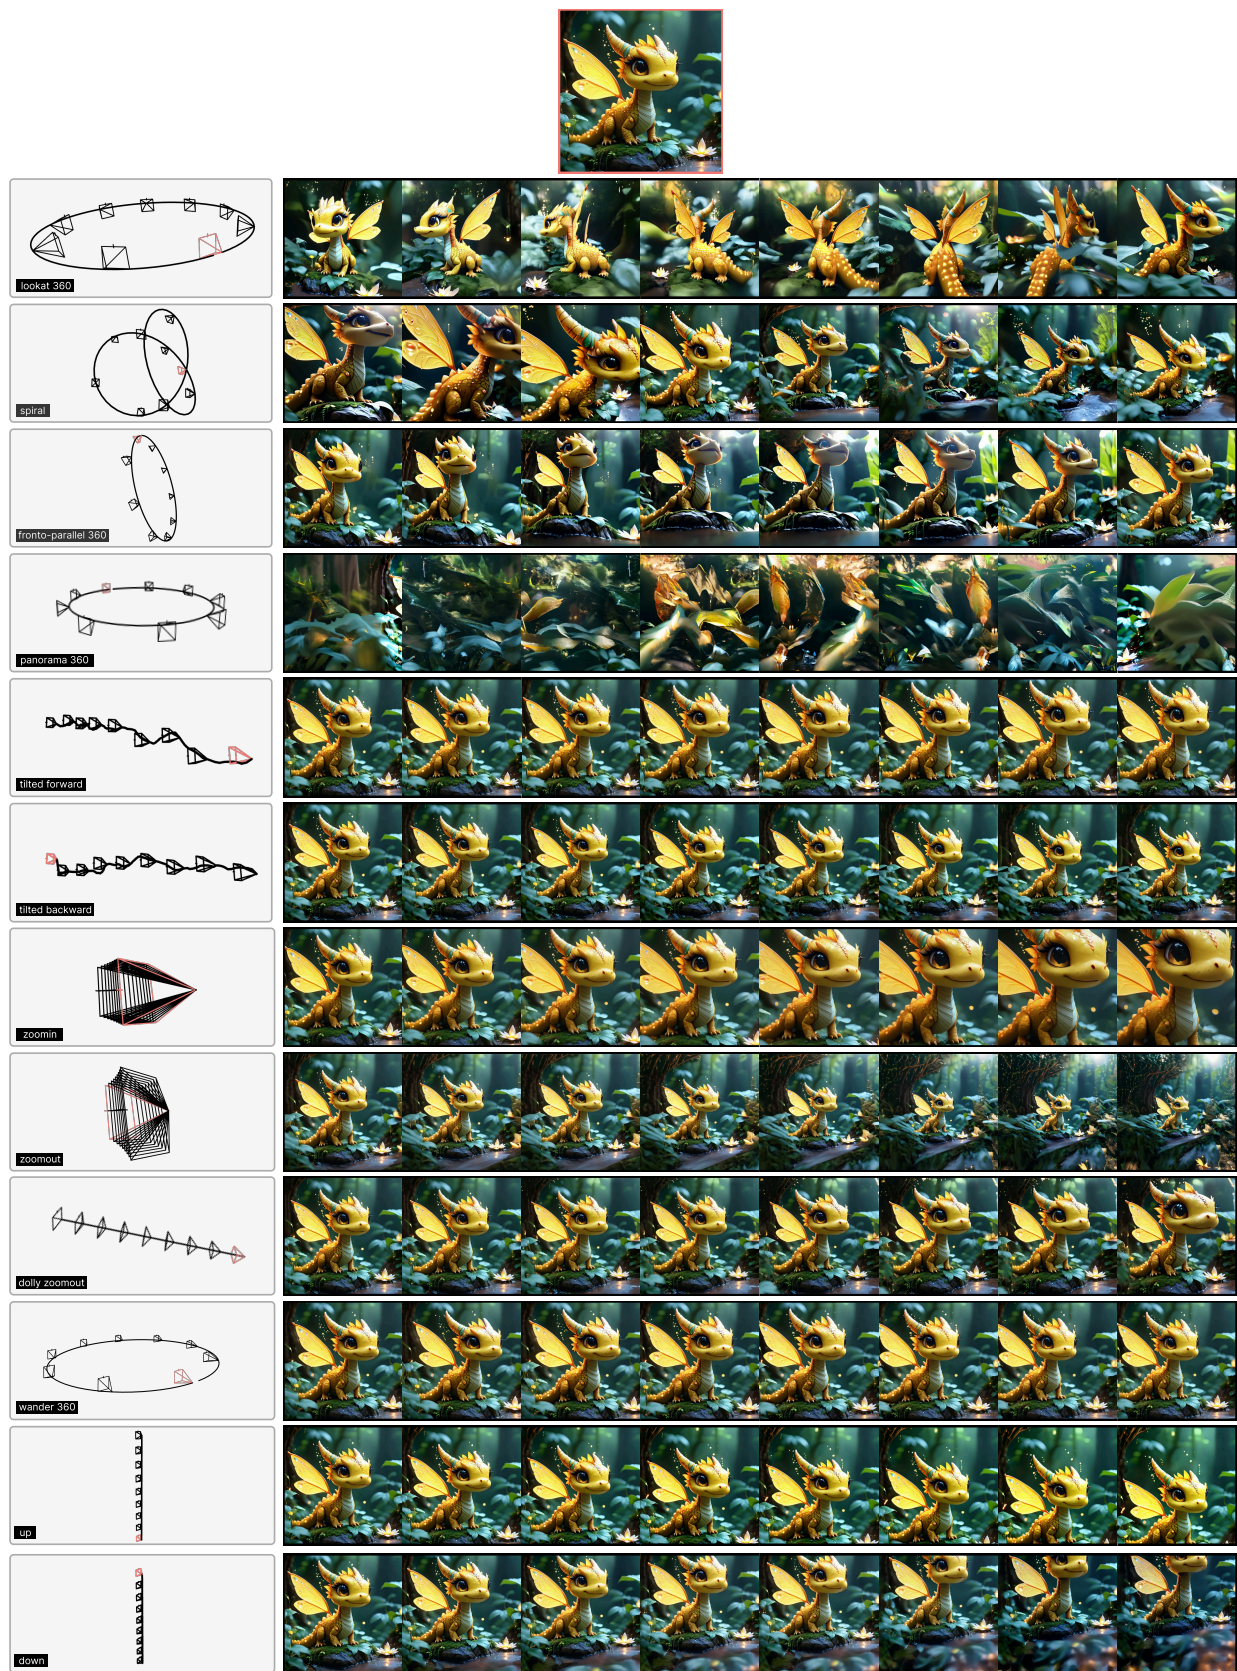 lookat 360
spiral
fronto-parallel 360
panorama 360
tilted forward
tilted backward
zoomin
zoomout
dolly zoomout
wander 360
up
down